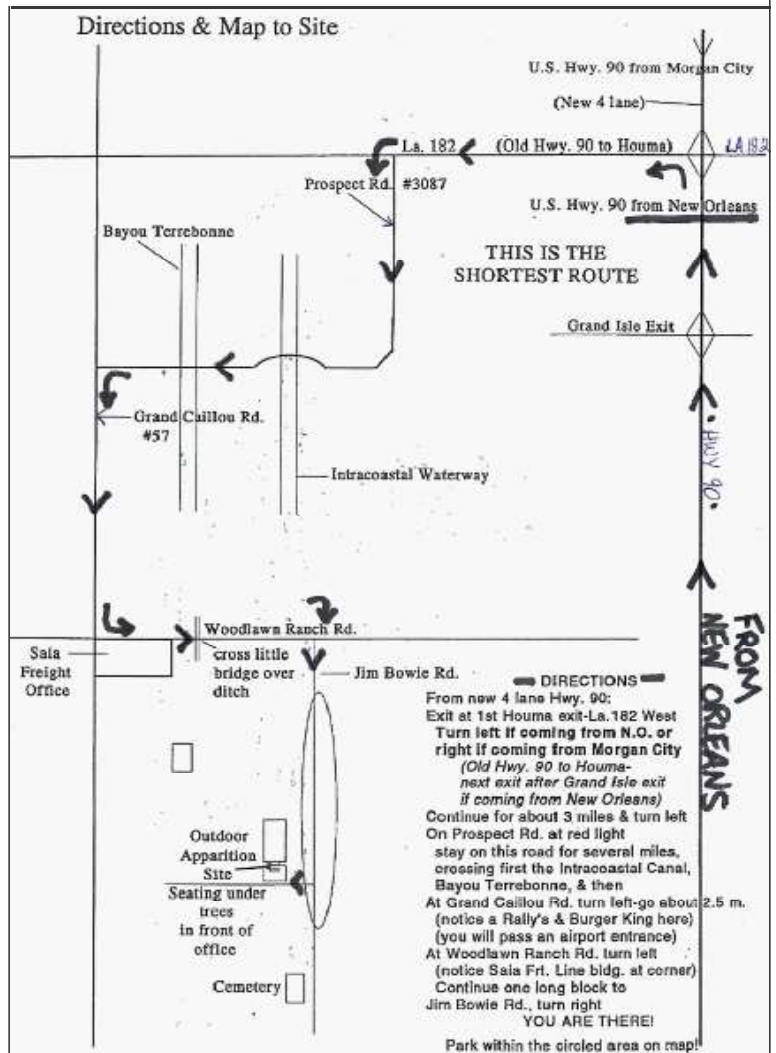 Directions & Map to Site
U.S. Hwy. 90 from Morgan City
(New 4 lane)
La. 182
(Old Hwy. 90 to Houma)
LA 182
Prospect Rd. #3087
U.S. Hwy. 90 from New Orleans
Bayou Terrebonne
THIS IS THE
SHORTEST ROUTE
Grand Isle Exit
Grand Caillou Rd.
#57
• HWY 90 •
Intracoastal Waterway
Woodlawn Ranch Rd.
Saia
Freight
Office
cross little
bridge over
ditch
Jim Bowie Rd.
FROM
NEW ORLEANS
DIRECTIONS
From new 4 lane Hwy. 90:
Exit at 1st Houma exit-La.182 West
Turn left if coming from N.O. or
right if coming from Morgan City
(Old Hwy. 90 to Houma-
next exit after Grand Isle exit
if coming from New Orleans)
Continue for about 3 miles & turn left
On Prospect Rd. at red light
stay on this road for several miles,
crossing first the Intracoastal Canal,
Bayou Terrebonne, & then
At Grand Caillou Rd. turn left-go about 2.5 m.
(notice a Rally's & Burger King here)
(you will pass an airport entrance)
At Woodlawn Ranch Rd. turn left
(notice Saia Frt. Line bldg. at corner)
Continue one long block to
Jim Bowie Rd., turn right
YOU ARE THERE!
Park within the circled area on map!
Outdoor
Apparition
Site
Seating under
trees
in front of
office
Cemetery